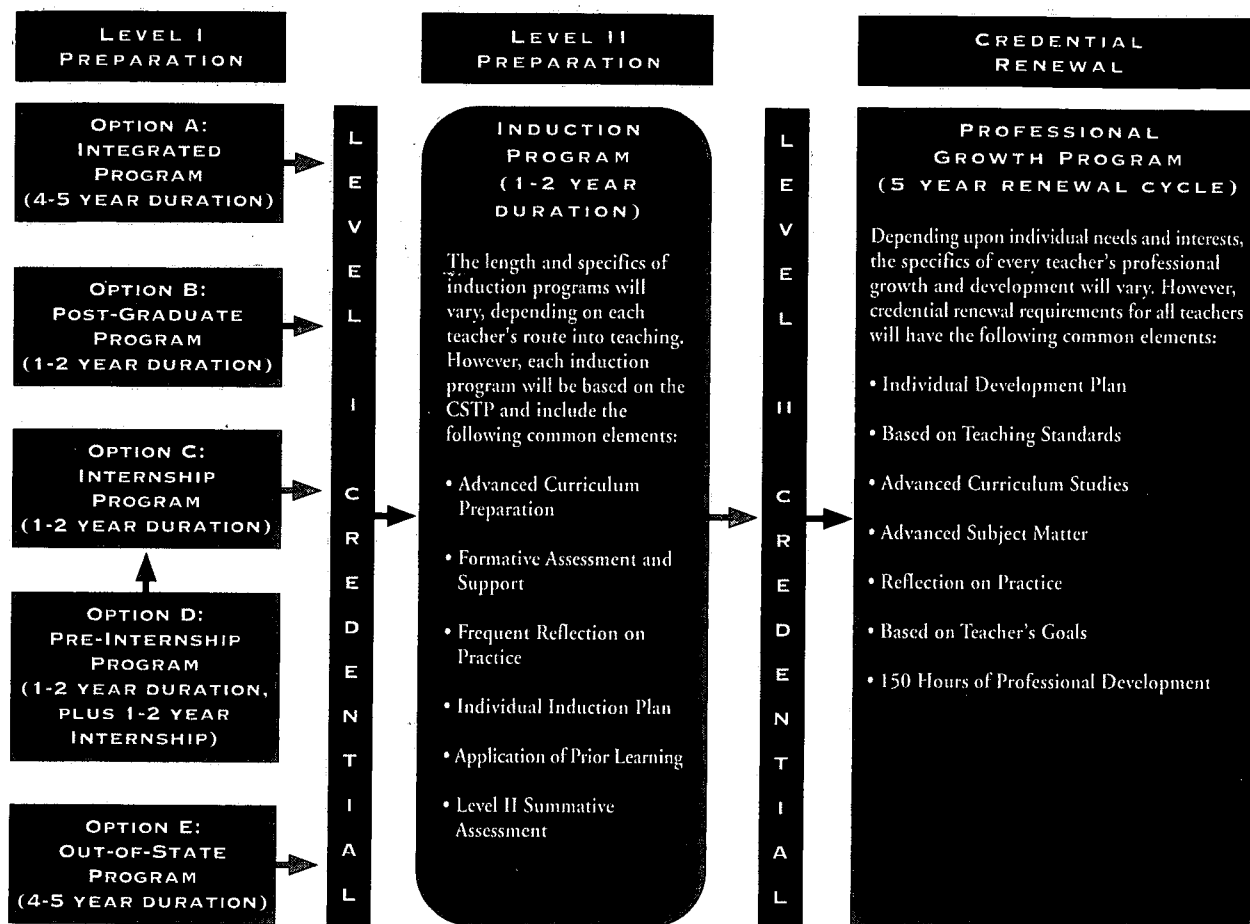 LEVEL I
PREPARATION
OPTION A:
INTEGRATED
PROGRAM
(4-5 YEAR DURATION)
OPTION B:
POST-GRADUATE
PROGRAM
(1-2 YEAR DURATION)
OPTION C:
INTERNSHIP
PROGRAM
(1-2 YEAR DURATION)
OPTION D:
PRE-INTERNSHIP
PROGRAM
(1-2 YEAR DURATION,
PLUS 1-2 YEAR
INTERNSHIP)
OPTION E:
OUT-OF-STATE
PROGRAM
(4-5 YEAR DURATION)
LEVEL I CREDENTIAL
LEVEL II
PREPARATION
INDUCTION
PROGRAM
(1-2 YEAR
DURATION)
The length and specifics of
induction programs will
vary, depending on each
teacher's route into teaching.
However, each induction
program will be based on the
CSTP and include the
following common elements:
• Advanced Curriculum
Preparation
• Formative Assessment and
Support
• Frequent Reflection on
Practice
• Individual Induction Plan
• Application of Prior Learning
• Level II Summative
Assessment
LEVEL II CREDENTIAL
CREDENTIAL
RENEWAL
PROFESSIONAL
GROWTH PROGRAM
(5 YEAR RENEWAL CYCLE)
Depending upon individual needs and interests,
the specifics of every teacher's professional
growth and development will vary. However,
credential renewal requirements for all teachers
will have the following common elements:
• Individual Development Plan
• Based on Teaching Standards
• Advanced Curriculum Studies
• Advanced Subject Matter
• Reflection on Practice
• Based on Teacher's Goals
• 150 Hours of Professional Development